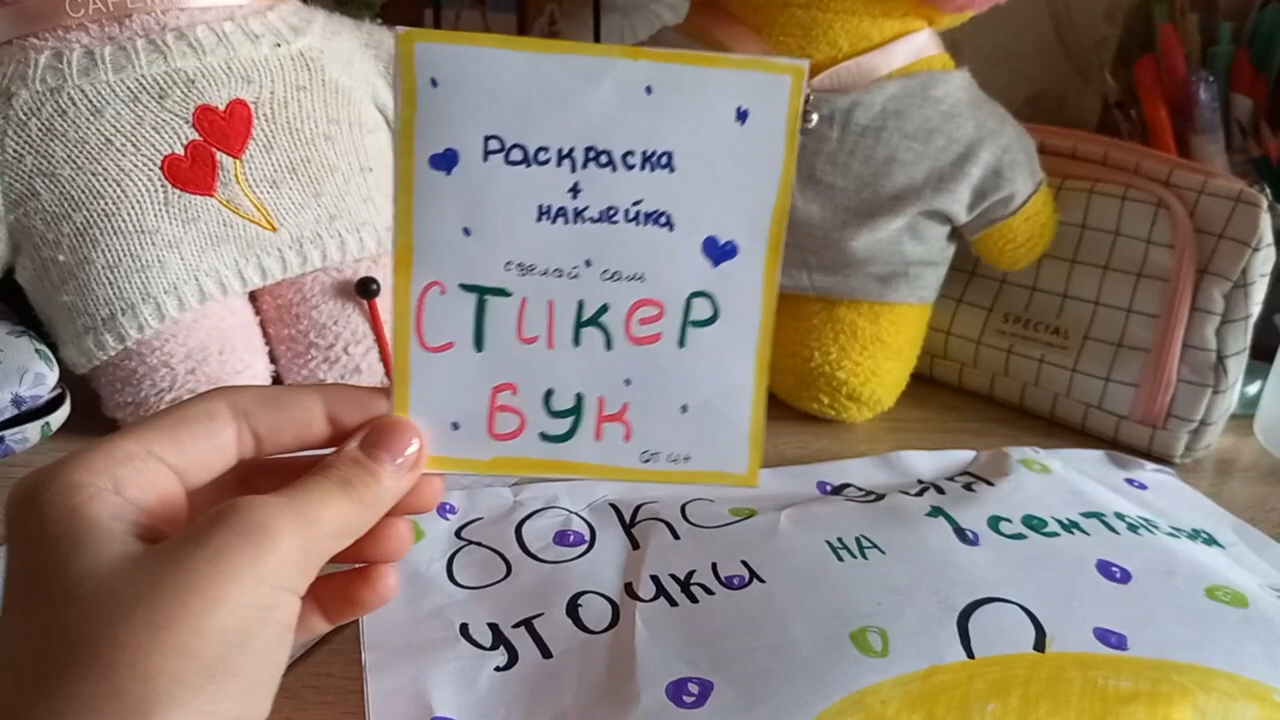 Раскраска
+
наклейка
сделай сам
Стикер
Бук
бокс для
уточки
на 1 сентября
SPECIAL